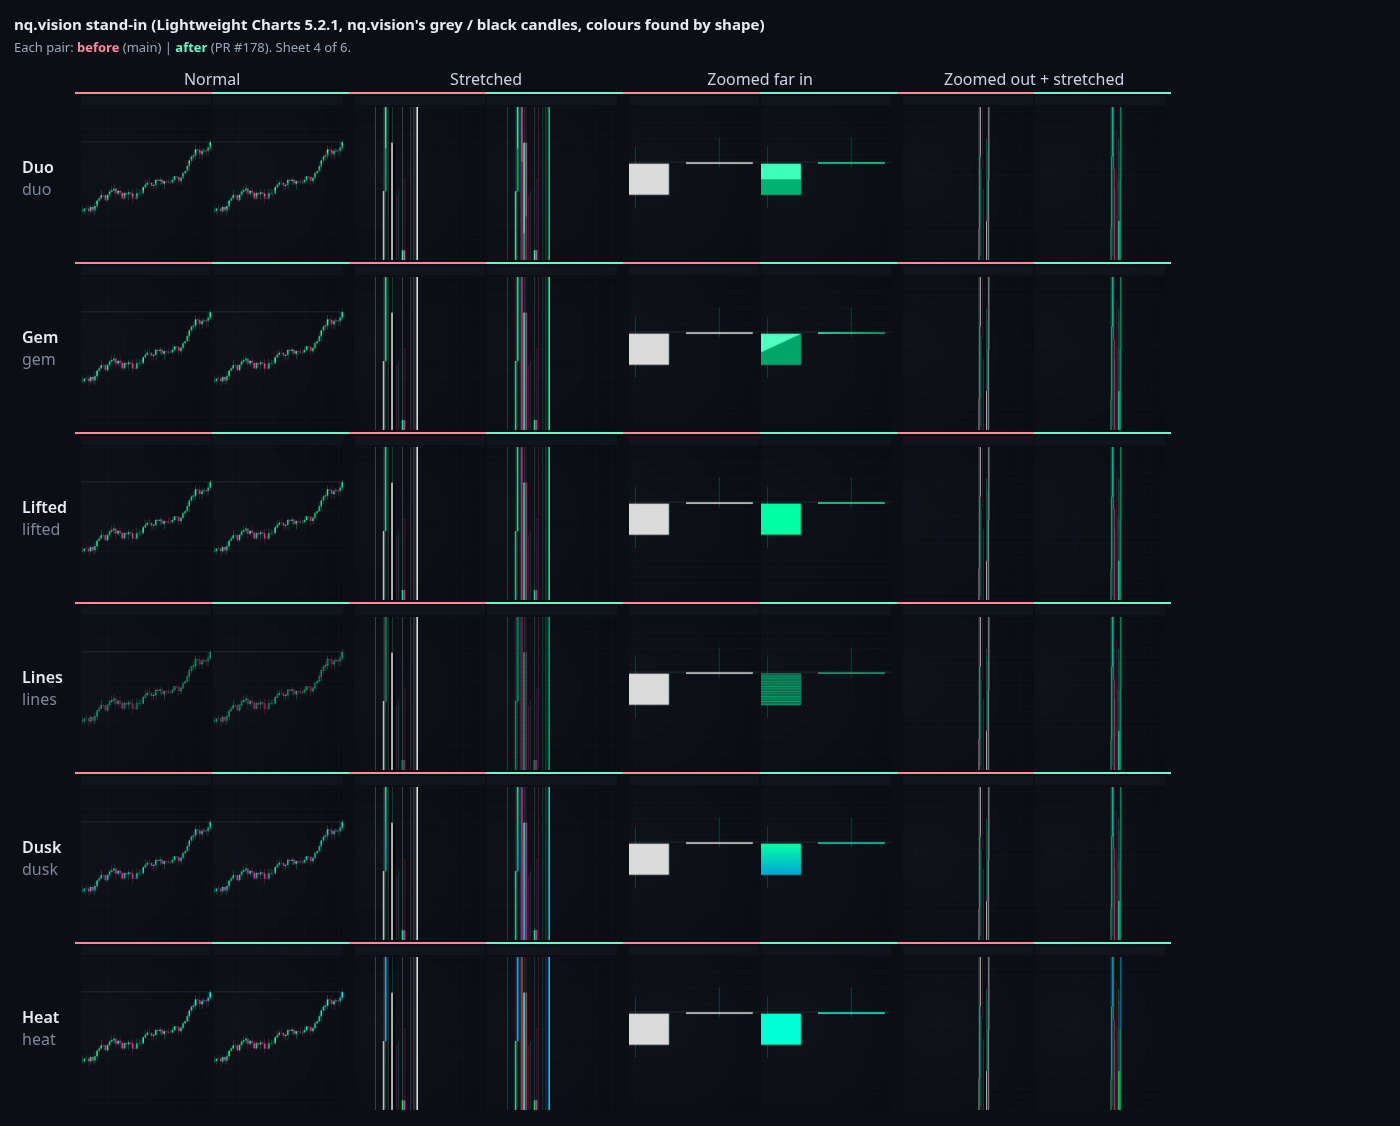 nq.vision stand-in (Lightweight Charts 5.2.1, nq.vision's grey / black candles, colours found by shape)
Each pair: before (main) | after (PR #178). Sheet 4 of 6.
Normal Stretched Zoomed far in Zoomed out + stretched
Duo
duo
Gem
gem
Lifted
lifted
Lines
lines
Dusk
dusk
Heat
heat